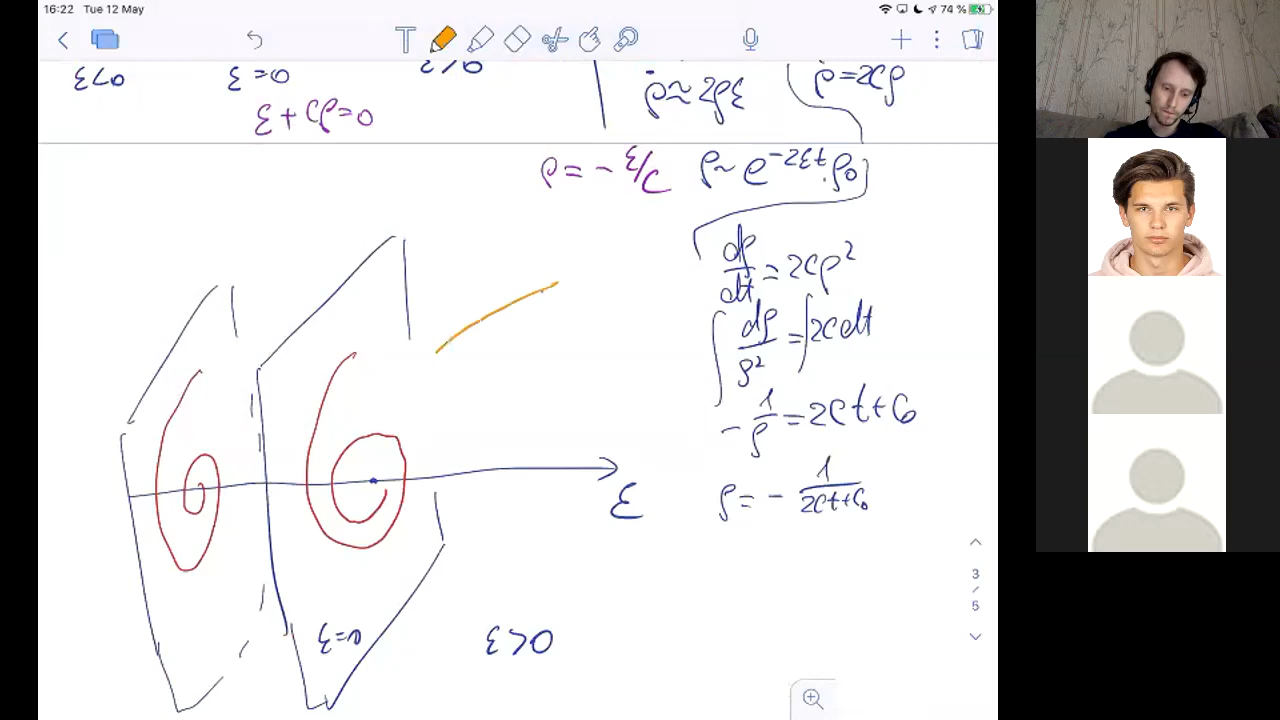 16:22 Tue 12 May
74 %
T
ε<0
ε=0
ρ̇≈2ρε
ρ̇=2Cρ
ε+Cρ=0
ρ=-ε/C
ρ~e^{-2εt}·ρ₀
dρ/dt=2Cρ²
∫dρ/ρ²=∫2Cdt
-1/ρ=2Ct+C₀
ρ=-1/(2Ct+C₀)
ε
ε=0
ε>0
3
/
5